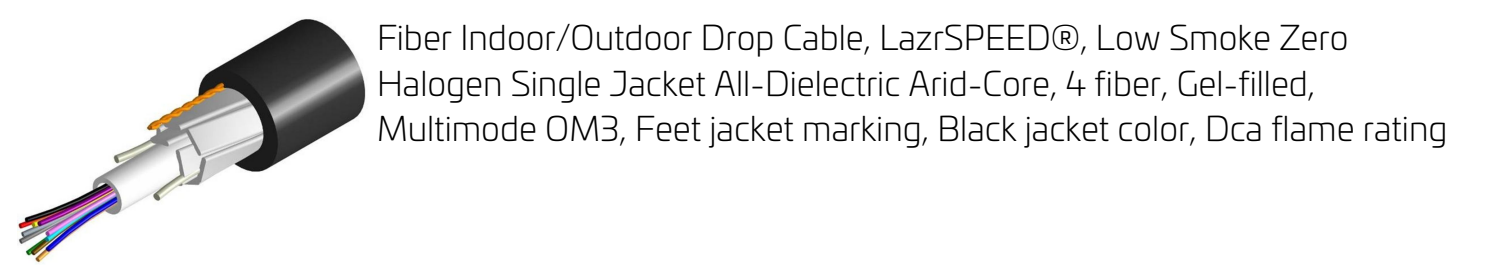 Fiber Indoor/Outdoor Drop Cable, LazrSPEED®, Low Smoke Zero
Halogen Single Jacket All-Dielectric Arid-Core, 4 fiber, Gel-filled,
Multimode OM3, Feet jacket marking, Black jacket color, Dca flame rating